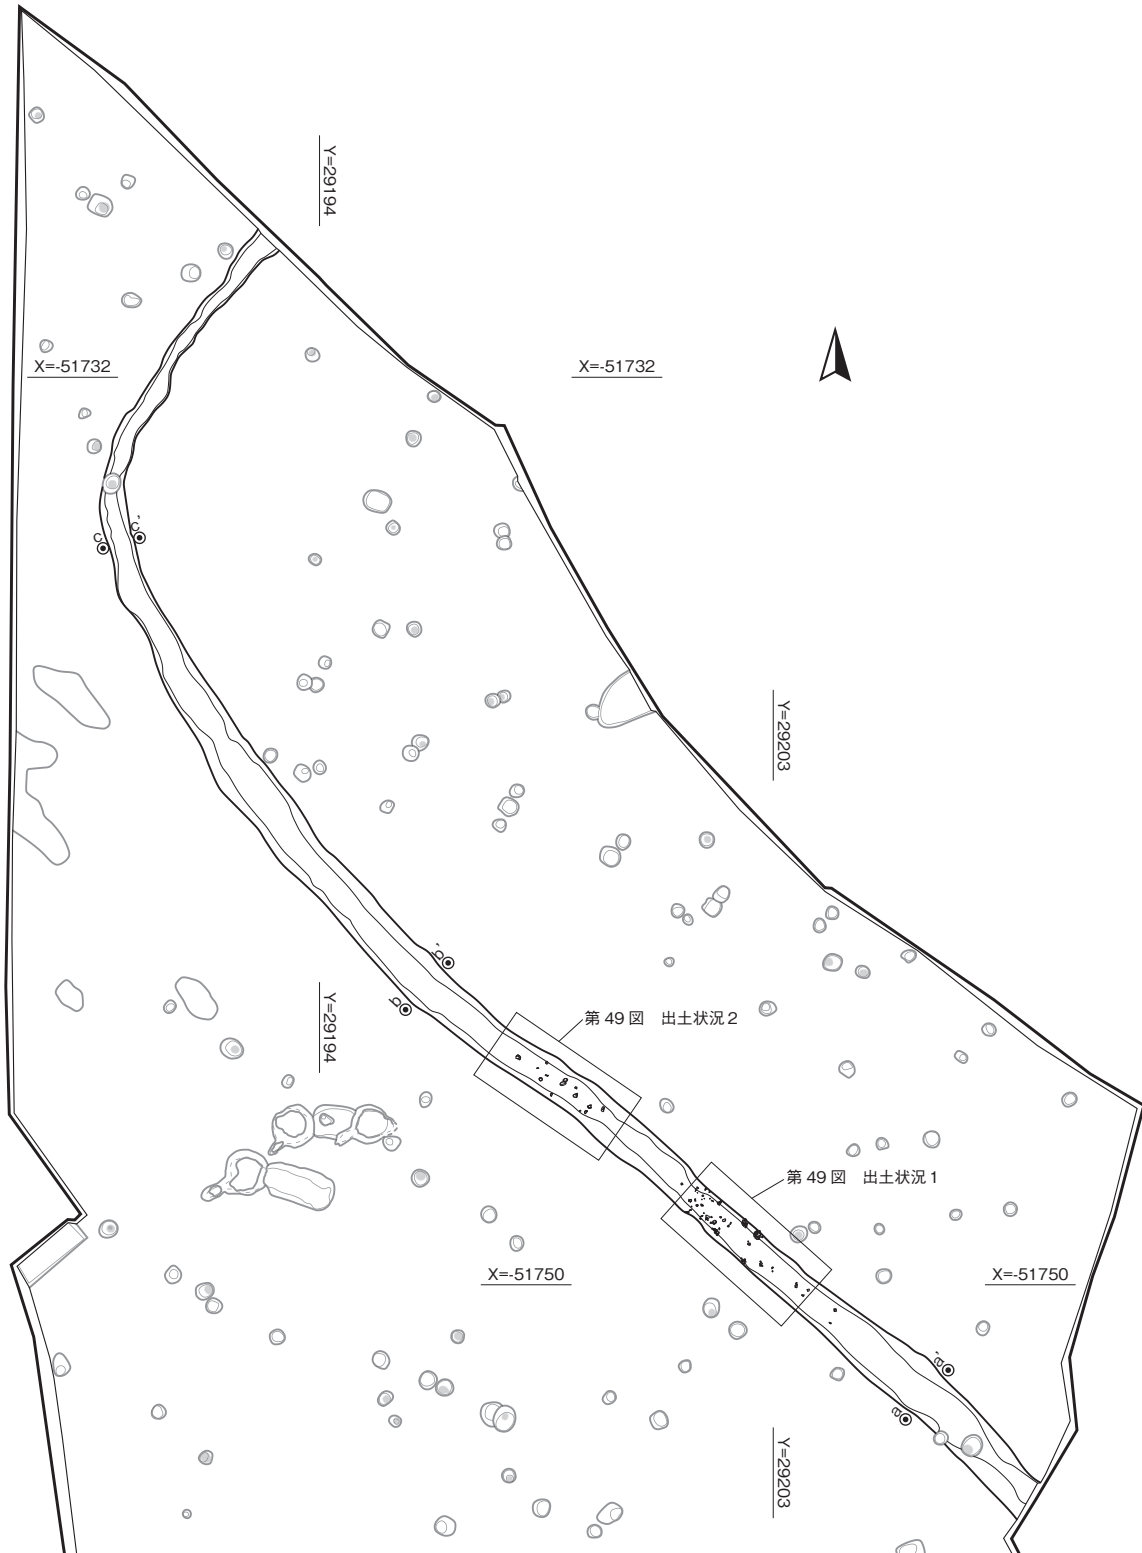 Y=29194
X=-51732
X=-51732
c'
c
Y=29203
b'
b
Y=29194
第 49 図　出土状況 2
第 49 図　出土状況 1
X=-51750
X=-51750
a'
a
Y=29203